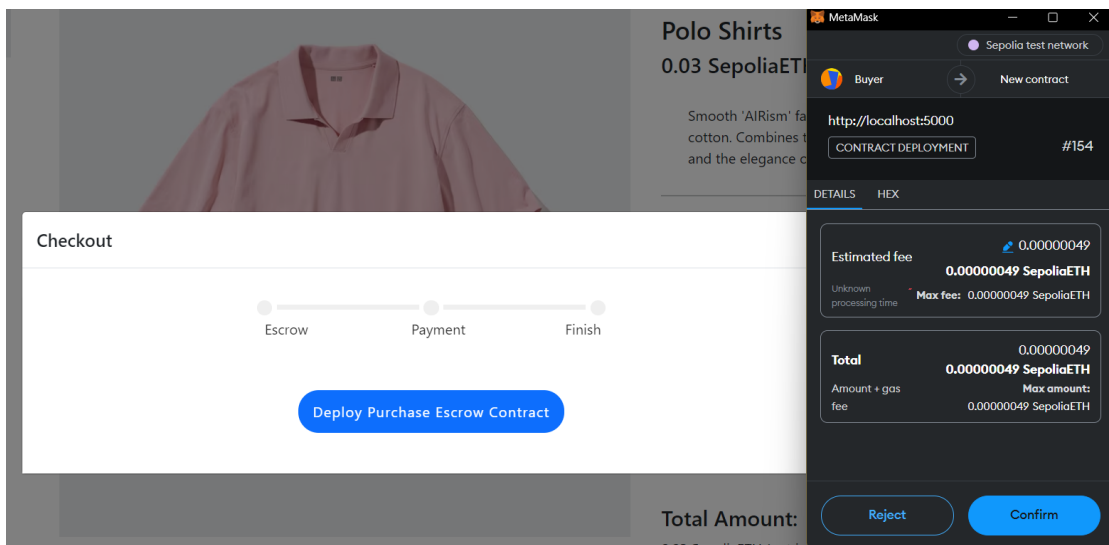 Polo Shirts
0.03 SepoliaETH
Smooth 'AIRism' fa
cotton. Combines t
and the elegance o
Checkout
Escrow Payment Finish
Deploy Purchase Escrow Contract
Total Amount:
MetaMask
Sepolia test network
Buyer New contract
http://localhost:5000
CONTRACT DEPLOYMENT #154
DETAILS HEX
Estimated fee 0.00000049
0.00000049 SepoliaETH
Unknown
processing time
Max fee: 0.00000049 SepoliaETH
Total 0.00000049
0.00000049 SepoliaETH
Amount + gas
fee
Max amount:
0.00000049 SepoliaETH
Reject Confirm